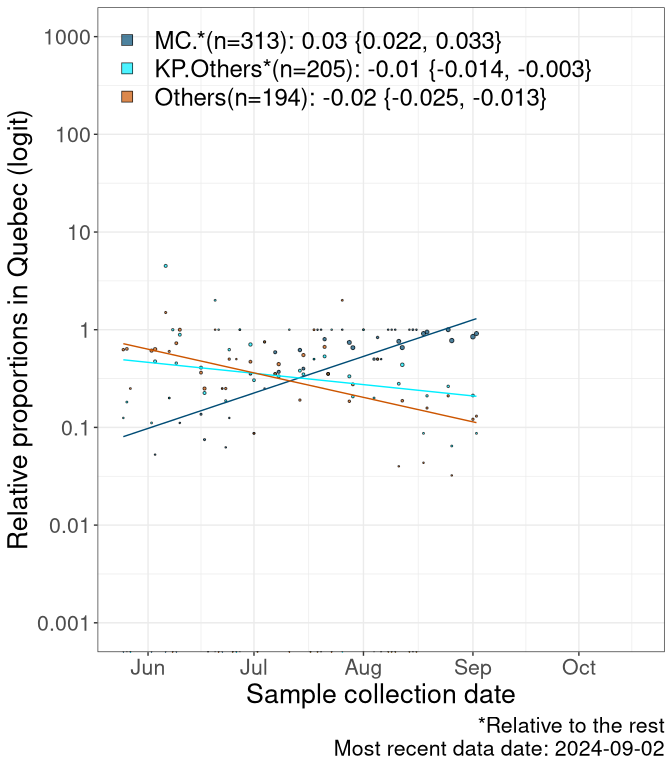 MC.*(n=313): 0.03 {0.022, 0.033}
KP.Others*(n=205): -0.01 {-0.014, -0.003}
Others(n=194): -0.02 {-0.025, -0.013}
Relative proportions in Quebec (logit)
1000
100
10
1
0.1
0.01
0.001
Jun Jul Aug Sep Oct
Sample collection date
*Relative to the rest
Most recent data date: 2024-09-02